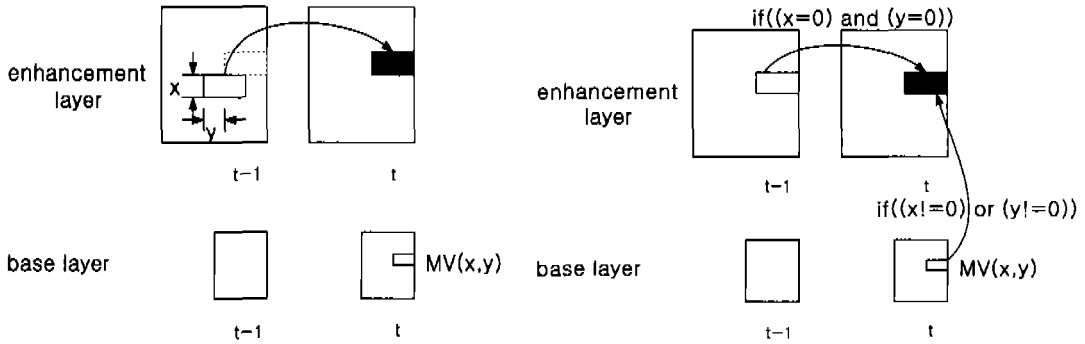 enhancement
layer
x
y
t-1
t
base layer
MV(x,y)
t-1
t
if((x=0) and (y=0))
enhancement
layer
t-1
t
if((x!=0) or (y!=0))
base layer
MV(x,y)
t-1
t